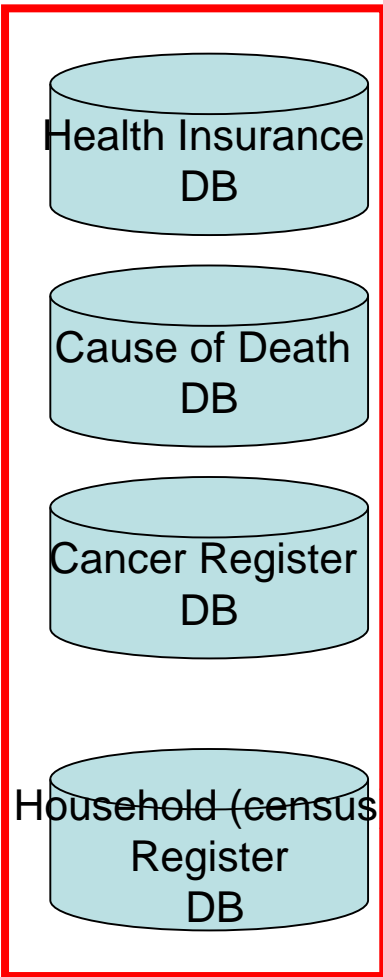 Health Insurance
DB
Cause of Death
DB
Cancer Register
DB
Household (census
Register
DB